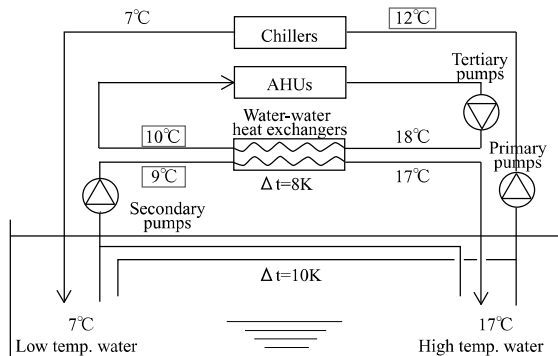 7℃
Chillers
12℃
AHUs
Tertiary
pumps
Water-water
heat exchangers
10℃
18℃
9℃
17℃
Δt=8K
Primary
pumps
Secondary
pumps
Δt=10K
7℃
17℃
Low temp. water
High temp. water